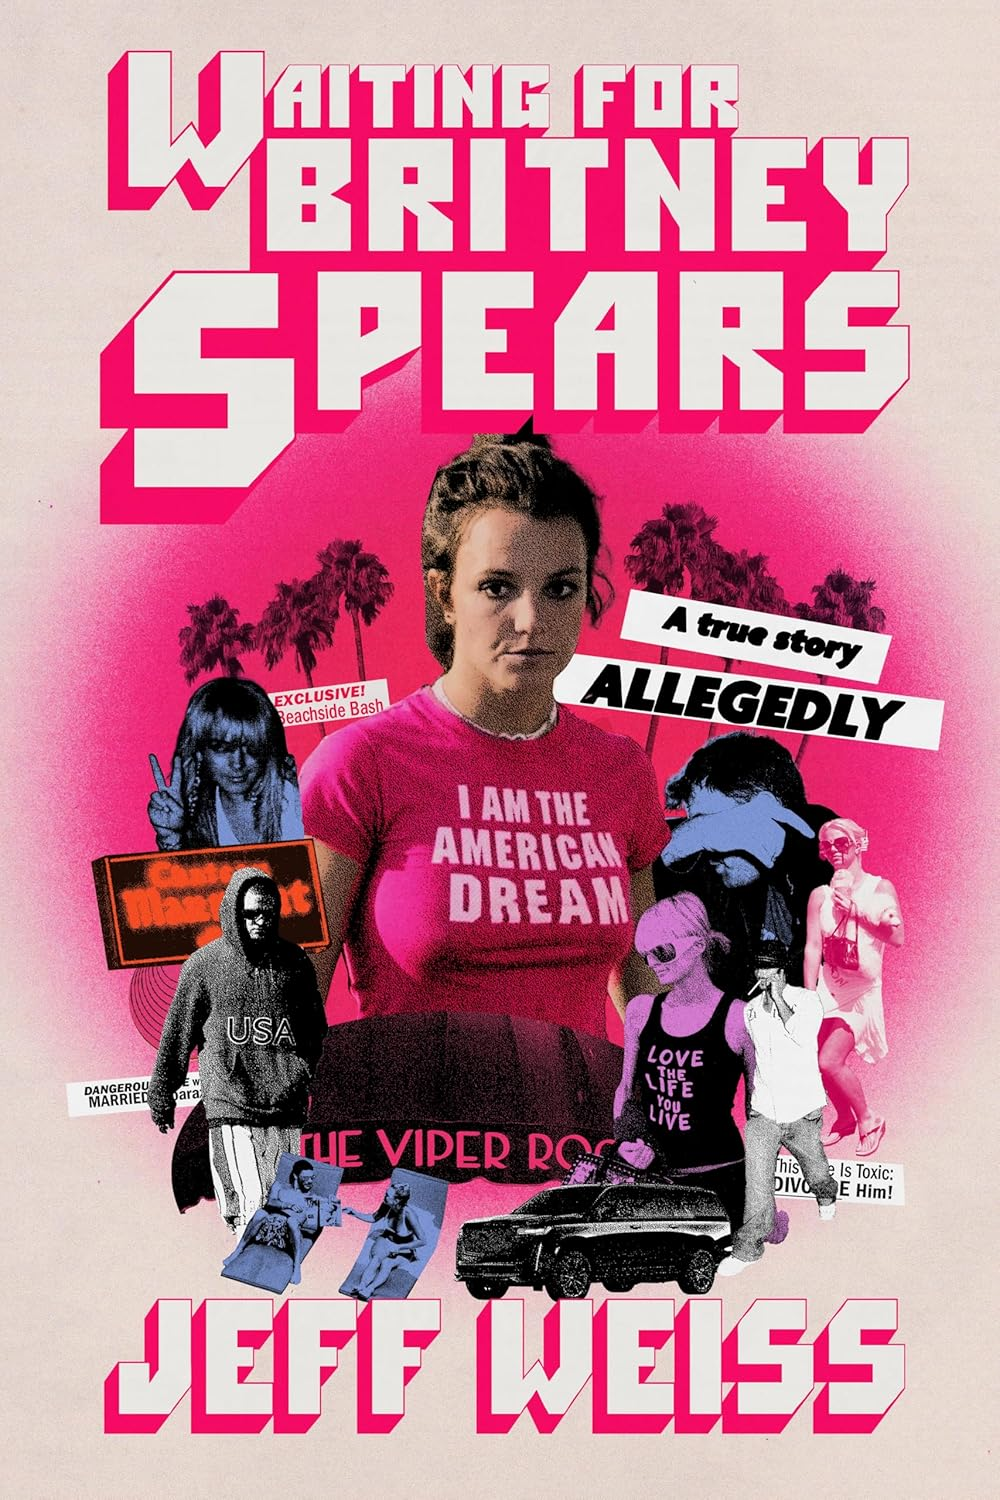 WAITING FOR
BRITNEY
SPEARS
A true story
ALLEGEDLY
EXCLUSIVE!
Beachside Bash
I AM THE
AMERICAN
DREAM
USA
LOVE
THE
LIFE
YOU
LIVE
MARRIED
THE VIPER
This Is Toxic:
Him!
JEFF WEISS